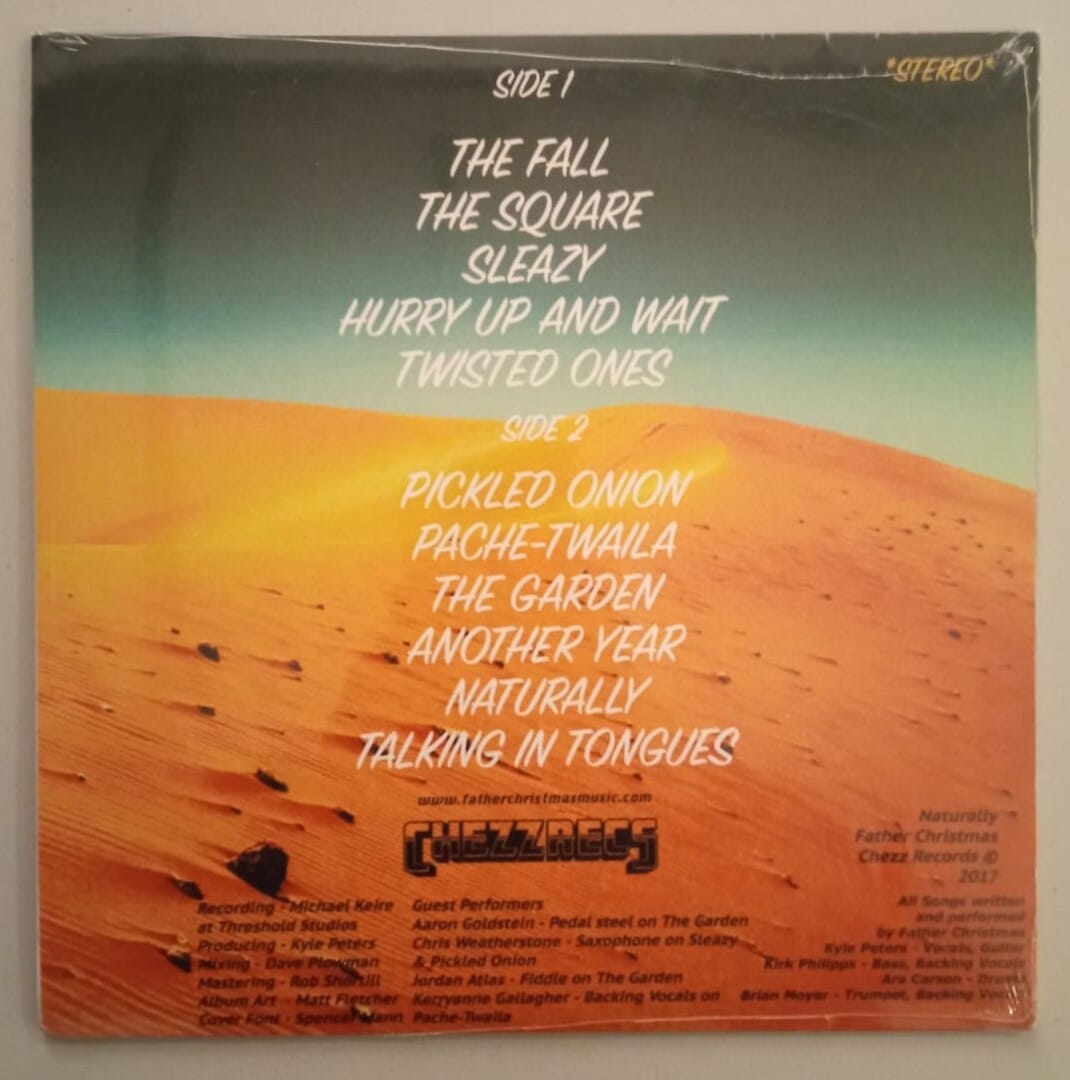 *STEREO*
SIDE 1
THE FALL
THE SQUARE
SLEAZY
HURRY UP AND WAIT
TWISTED ONES
SIDE 2
PICKLED ONION
PACHE-TWAILA
THE GARDEN
ANOTHER YEAR
NATURALLY
TALKING IN TONGUES
www.fatherchristmasmusic.com
CHEZZRECS
Recording - Michael Keire
at Threshold Studios
Producing - Kyle Peters
Mixing - Dave Plowman
Mastering - Rob Shortill
Album Art - Matt Fletcher
Cover Font - Spencer Mann
Guest Performers
Aaron Goldstein - Pedal steel on The Garden
Chris Weatherstone - Saxophone on Sleazy
& Pickled Onion
Jordan Atlas - Fiddle on The Garden
Kerryanne Gallagher - Backing Vocals on
Pache-Twaila
Naturally
Father Christmas
Chezz Records ©
2017
All Songs written
and performed
by Father Christmas
Kyle Peters - Vocals, Guitar
Kirk Philipps - Bass, Backing Vocals
Ara Carson - Drums
Brian Moyer - Trumpet, Backing Vocals